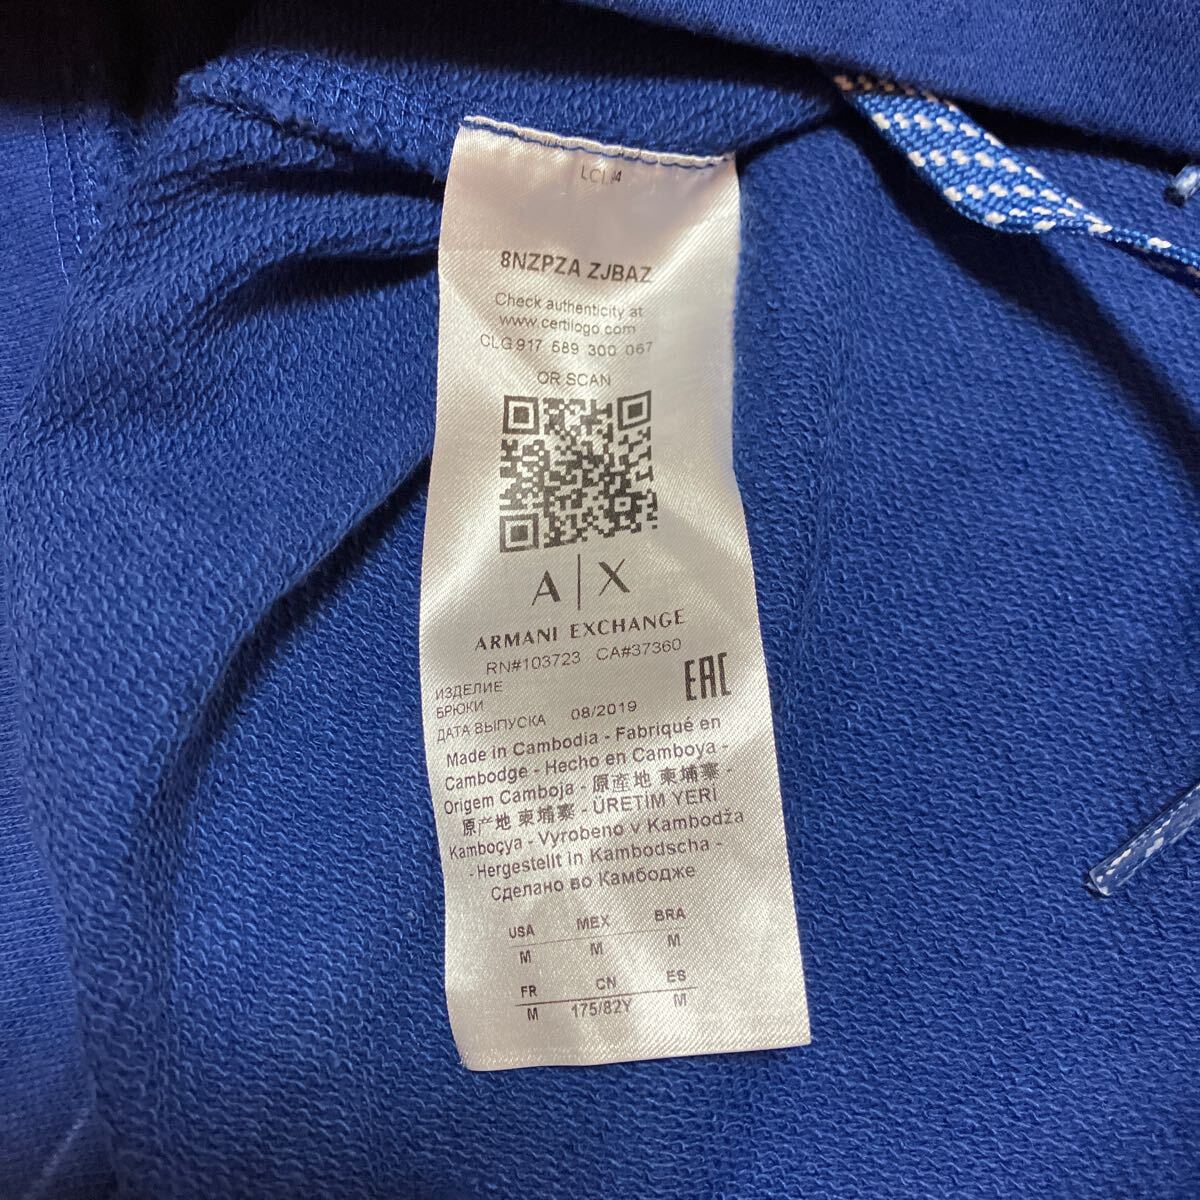 8NZPZA ZJBAZ
Check authenticity at
www.certilogo.com
CLG 917 589 300 067
OR SCAN
A|X
ARMANI EXCHANGE
RN#103723 CA#37360
ИЗДЕЛИЕ
БРЮКИ
EAC
ДАТА ВЫПУСКА 08/2019
Made in Cambodia - Fabriqué en
Cambodge - Hecho en Camboya -
Origem Camboja - 原産地 柬埔寨 -
原产地 柬埔寨 - ÜRETİM YERİ
Kamboçya - Vyrobeno v Kambodža
- Hergestellt in Kambodscha -
Сделано во Камбодже
USA MEX BRA
M M M
FR CN ES
M 175/82Y M